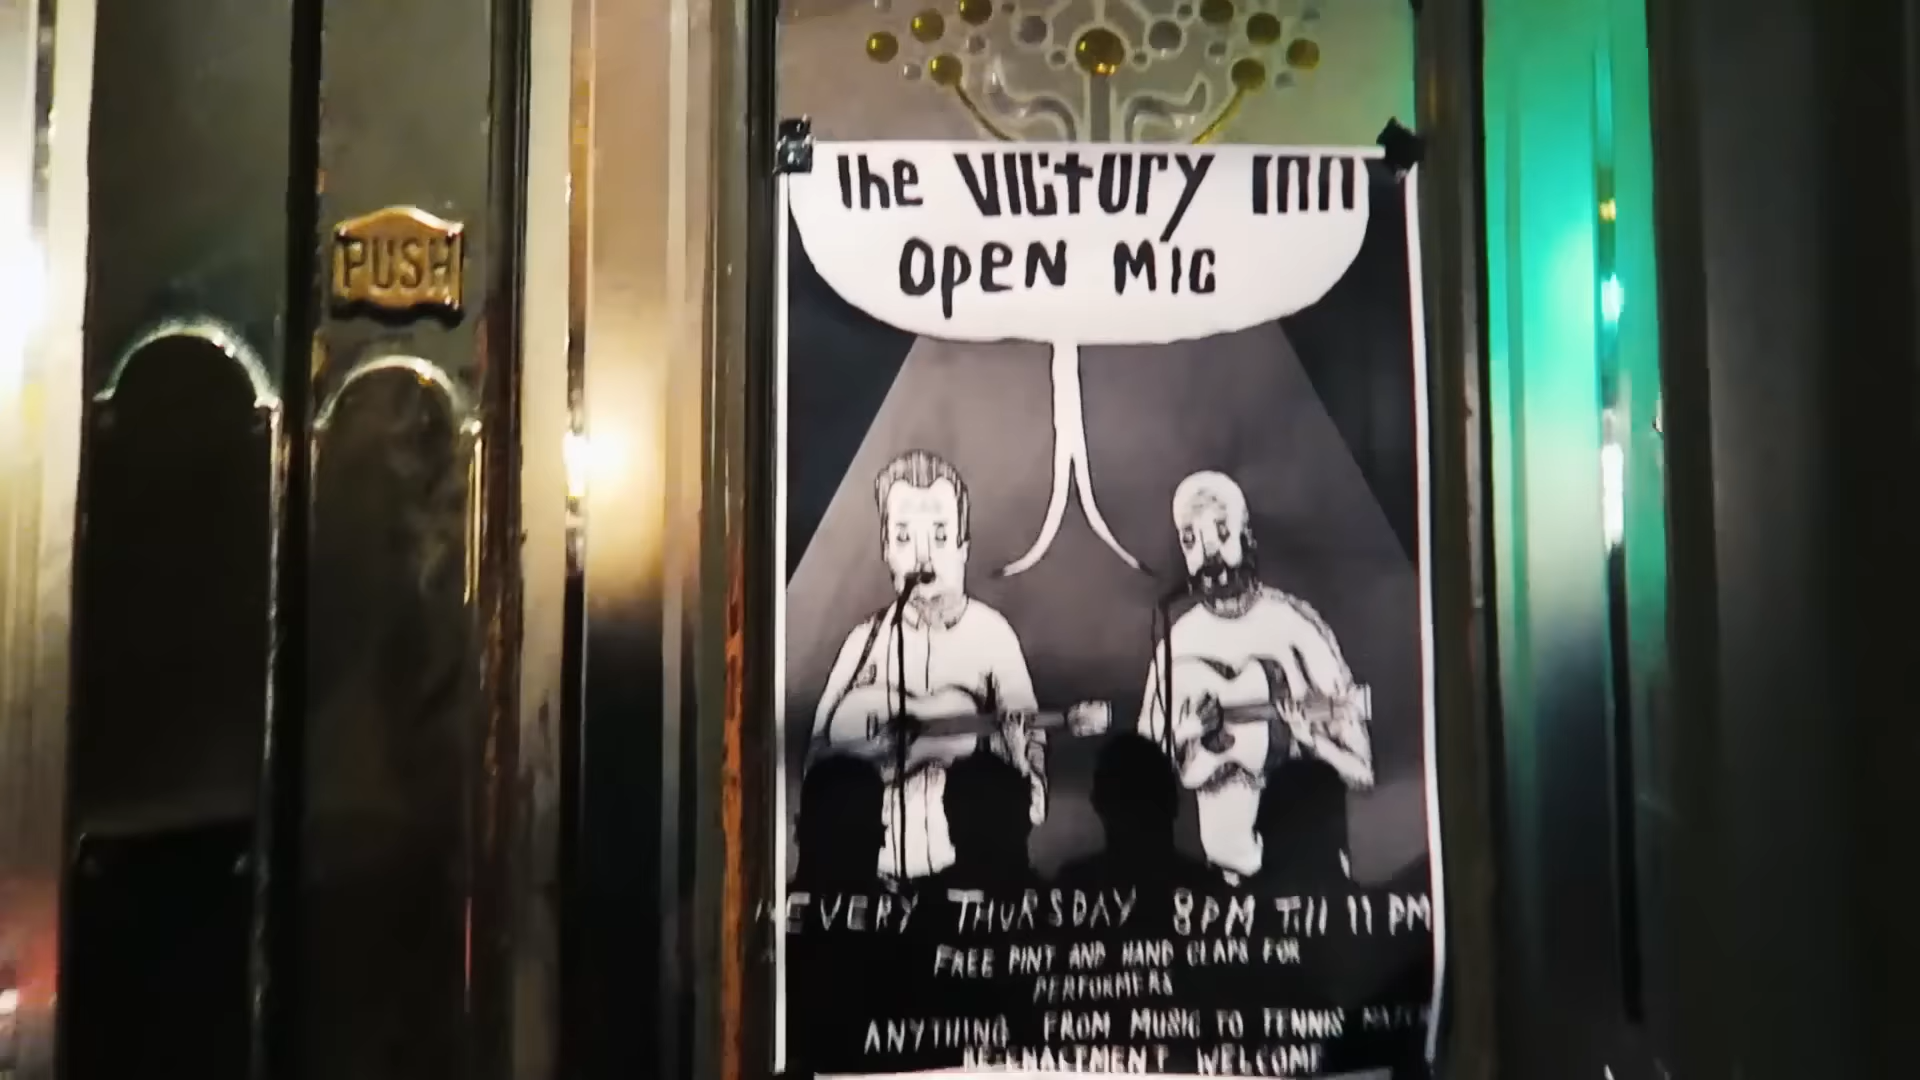 PUSH
The Victory Inn
Open Mic
EVERY THURSDAY 8PM Till 11 PM
FREE PINT AND HAND CLAPS FOR
PERFORMERS
ANYTHING FROM MUSIC TO TENNIS MATCH
RE-ENACTMENT WELCOME